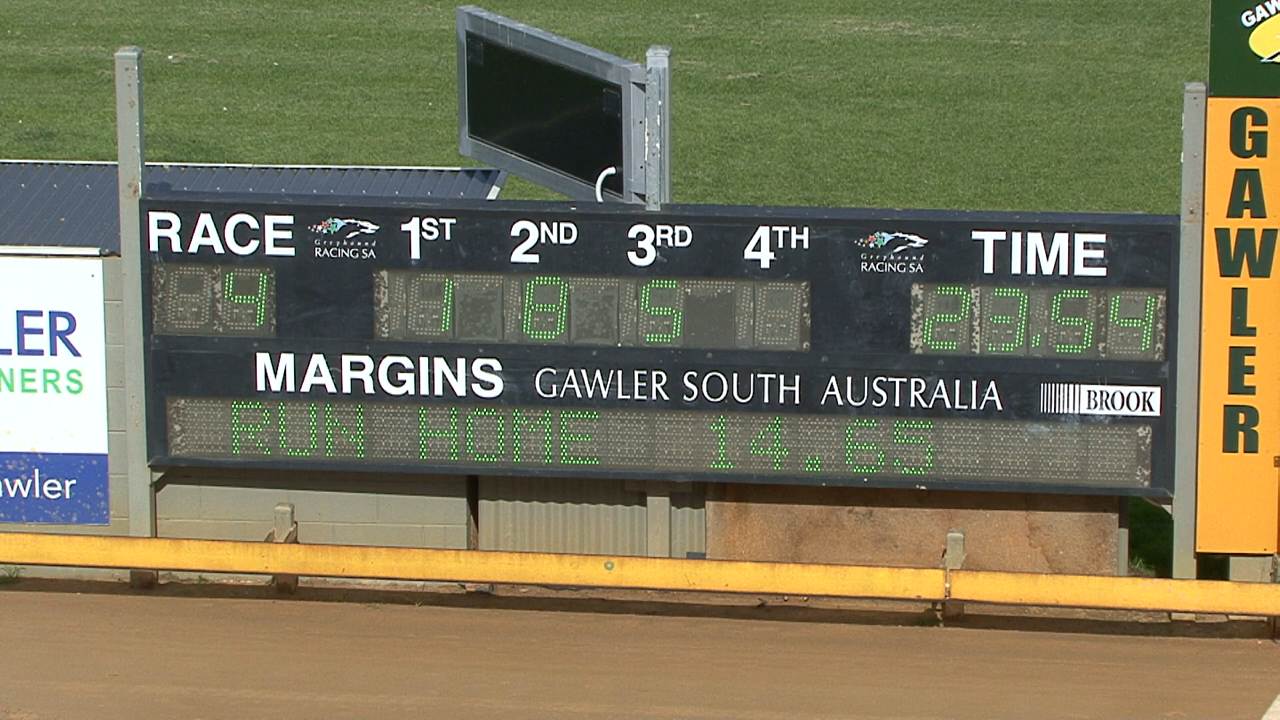 GAW
GAWLER
RACE
Greyhound
RACING SA
1ST 2ND 3RD 4TH
Greyhound
RACING SA
TIME
4 1 8 5 23.54
MARGINS GAWLER SOUTH AUSTRALIA BROOK
RUN HOME 14.65
LER
NERS
awler